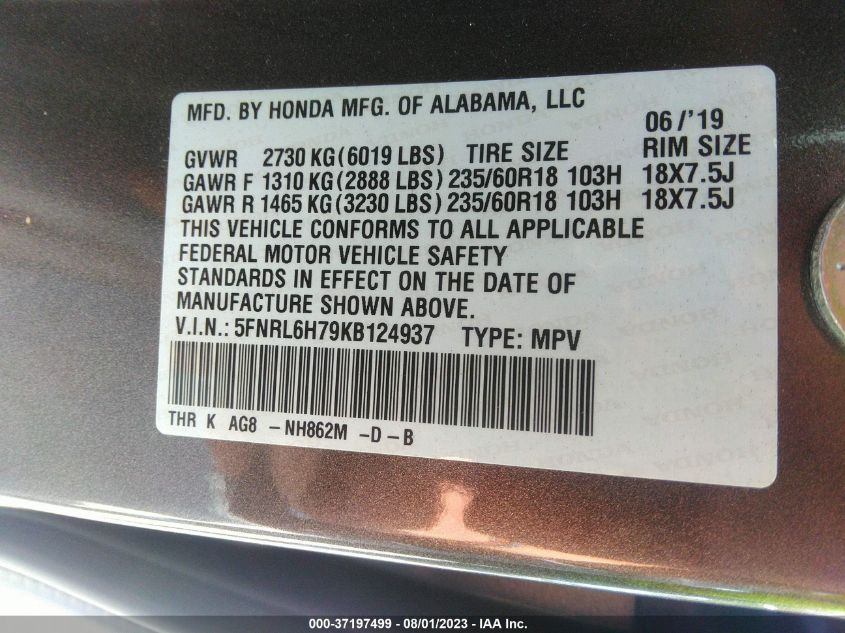 MFD. BY HONDA MFG. OF ALABAMA, LLC
06/'19
GVWR 2730 KG(6019 LBS) TIRE SIZE RIM SIZE
GAWR F 1310 KG(2888 LBS) 235/60R18 103H 18X7.5J
GAWR R 1465 KG(3230 LBS) 235/60R18 103H 18X7.5J
THIS VEHICLE CONFORMS TO ALL APPLICABLE
FEDERAL MOTOR VEHICLE SAFETY
STANDARDS IN EFFECT ON THE DATE OF
MANUFACTURE SHOWN ABOVE.
V.I.N.: 5FNRL6H79KB124937 TYPE: MPV
THR K AG8 -NH862M -D-B
000-37197499 - 08/01/2023 - IAA Inc.